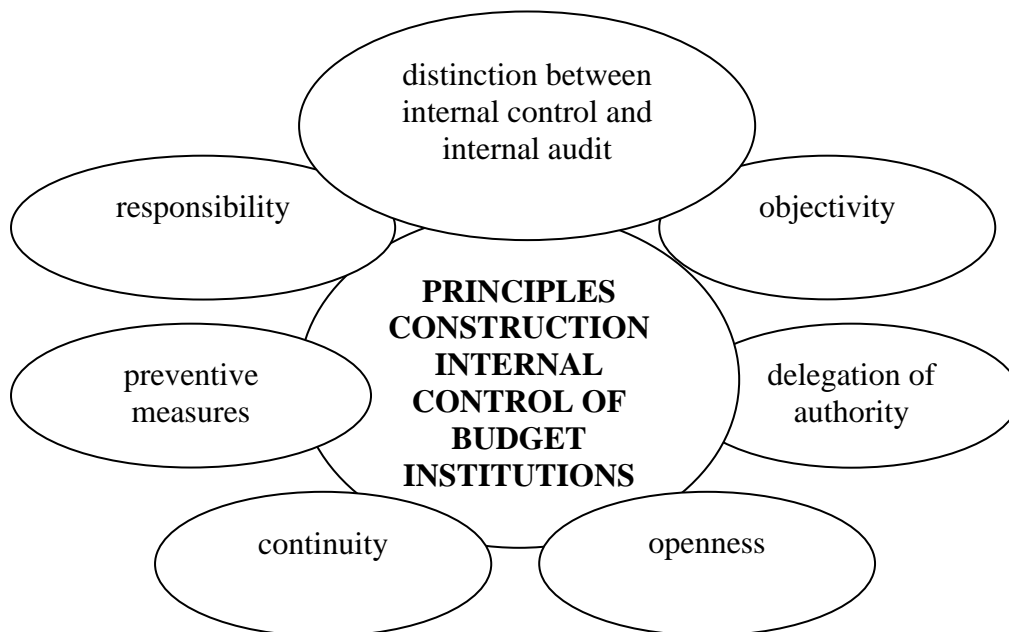 distinction between
internal control and
internal audit
responsibility
objectivity
PRINCIPLES
CONSTRUCTION
INTERNAL
CONTROL OF
BUDGET
INSTITUTIONS
preventive
measures
delegation of
authority
continuity
openness